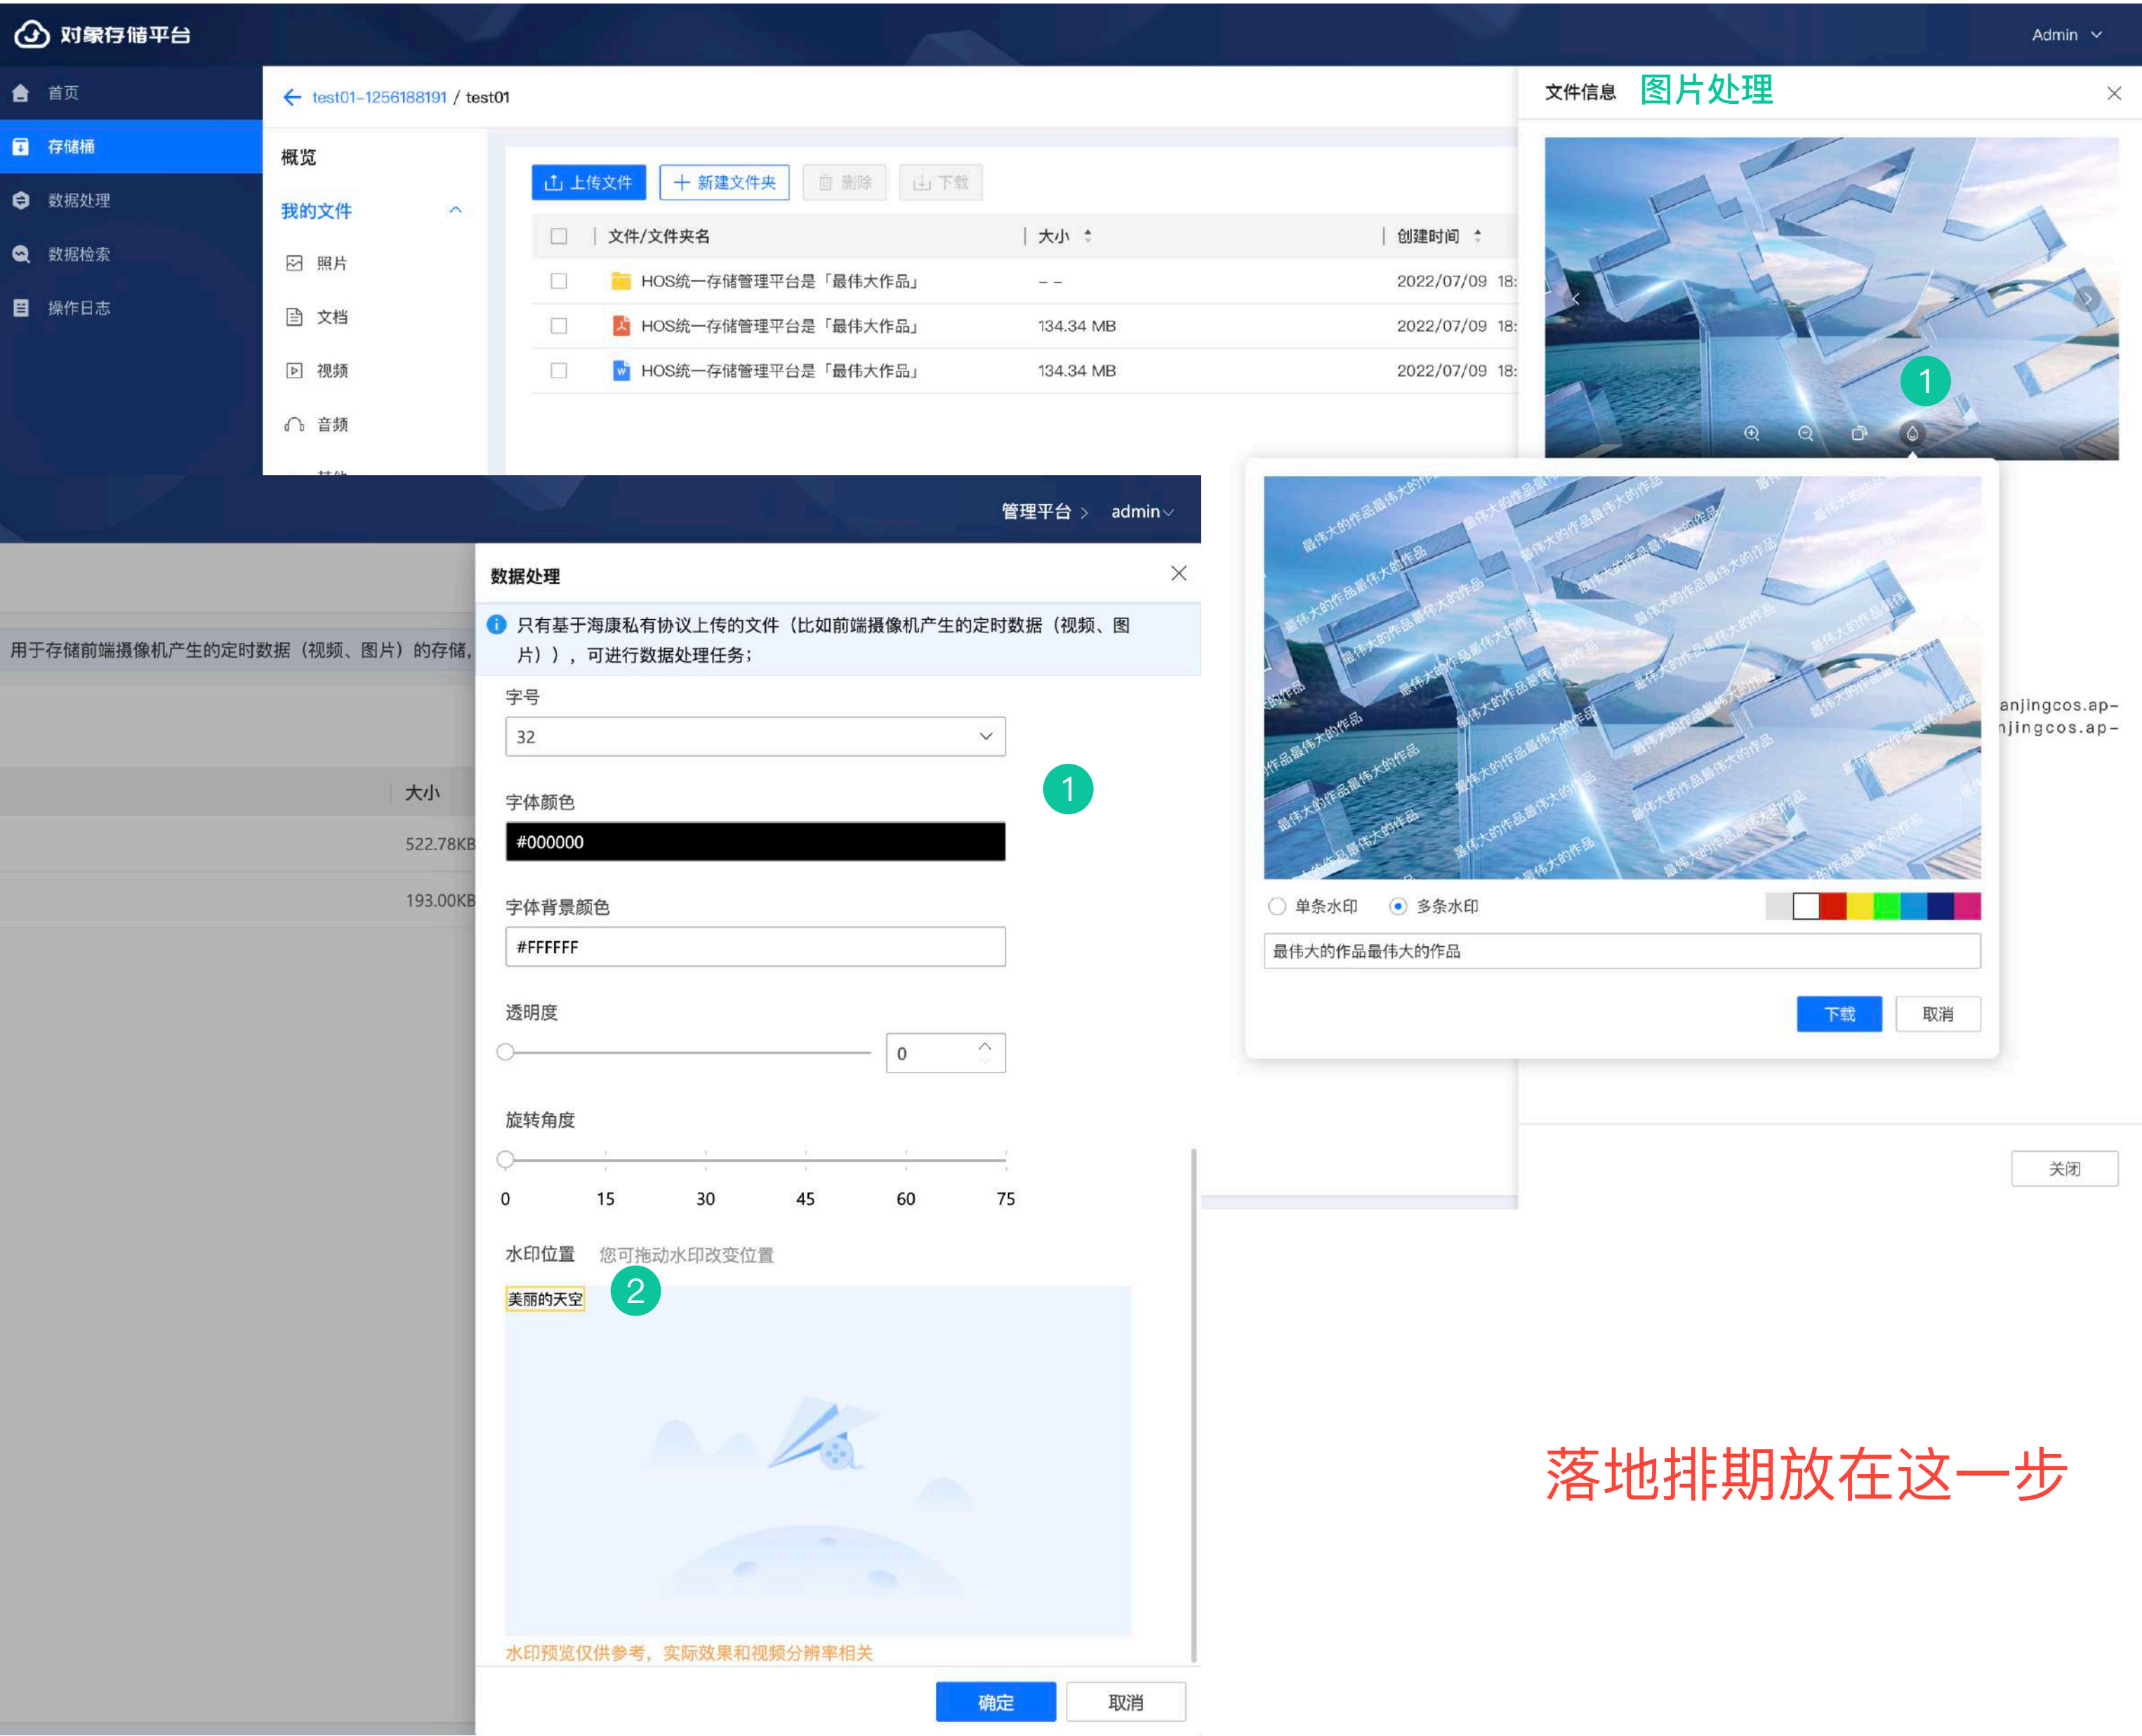 对象存储平台
Admin
首页
存储桶
数据处理
数据检索
操作日志
test01-1256188191 / test01
概览
我的文件
照片
文档
视频
音频
上传文件
新建文件夹
删除
下载
文件/文件夹名 大小 创建时间
HOS统一存储管理平台是「最伟大作品」 -- 2022/07/09 18:
HOS统一存储管理平台是「最伟大作品」 134.34 MB 2022/07/09 18:
HOS统一存储管理平台是「最伟大作品」 134.34 MB 2022/07/09 18:
文件信息 图片处理
1
管理平台 > admin
用于存储前端摄像机产生的定时数据（视频、图片）的存储，
大小
522.78KB
193.00KB
数据处理
只有基于海康私有协议上传的文件（比如前端摄像机产生的定时数据（视频、图
片）），可进行数据处理任务；
字号
32
1
字体颜色
#000000
字体背景颜色
#FFFFFF
透明度
0
旋转角度
0 15 30 45 60 75
水印位置 您可拖动水印改变位置
美丽的天空
2
水印预览仅供参考，实际效果和视频分辨率相关
确定 取消
最伟大的作品最伟大的作品
单条水印 多条水印
最伟大的作品最伟大的作品
下载 取消
anjingcos.ap-
njingcos.ap-
关闭
落地排期放在这一步